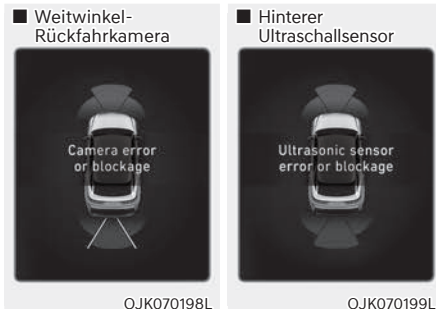 ■ Weitwinkel-
Rückfahrkamera
Camera error
or blockage
OJK070198L
■ Hinterer
Ultraschallsensor
Ultrasonic sensor
error or blockage
OJK070199L